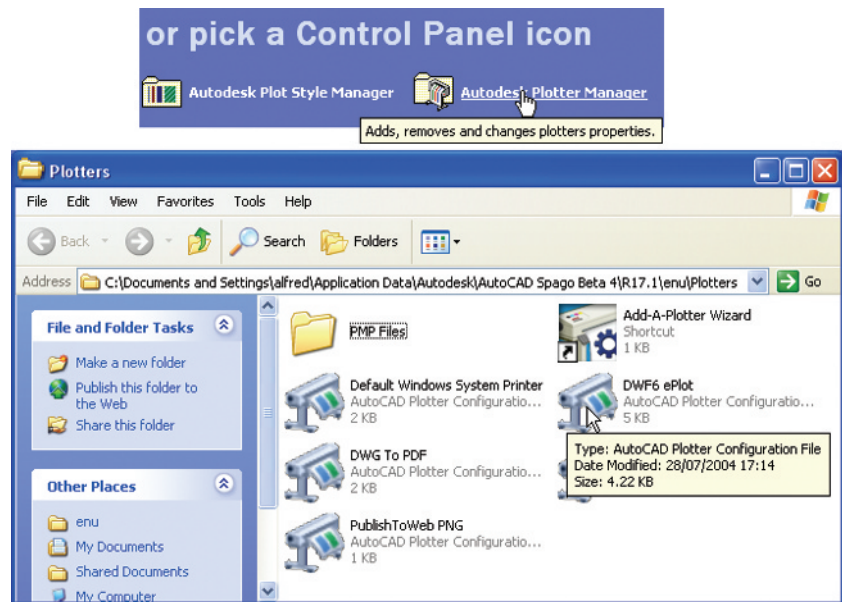 or pick a Control Panel icon
Autodesk Plot Style Manager Autodesk Plotter Manager
Adds, removes and changes plotters properties.
Plotters
File Edit View Favorites Tools Help
Back Search Folders
Address C:\Documents and Settings\alfred\Application Data\Autodesk\AutoCAD Spago Beta 4\R17.1\enu\Plotters Go
File and Folder Tasks
Make a new folder
Publish this folder to
the Web
Share this folder
Other Places
enu
My Documents
Shared Documents
My Computer
PMP Files
Add-A-Plotter Wizard
Shortcut
1 KB
Default Windows System Printer
AutoCAD Plotter Configuratio...
2 KB
DWF6 ePlot
AutoCAD Plotter Configuratio...
5 KB
DWG To PDF
AutoCAD Plotter Configuratio...
2 KB
Type: AutoCAD Plotter Configuration File
Date Modified: 28/07/2004 17:14
Size: 4.22 KB
PublishToWeb PNG
AutoCAD Plotter Configuratio...
1 KB